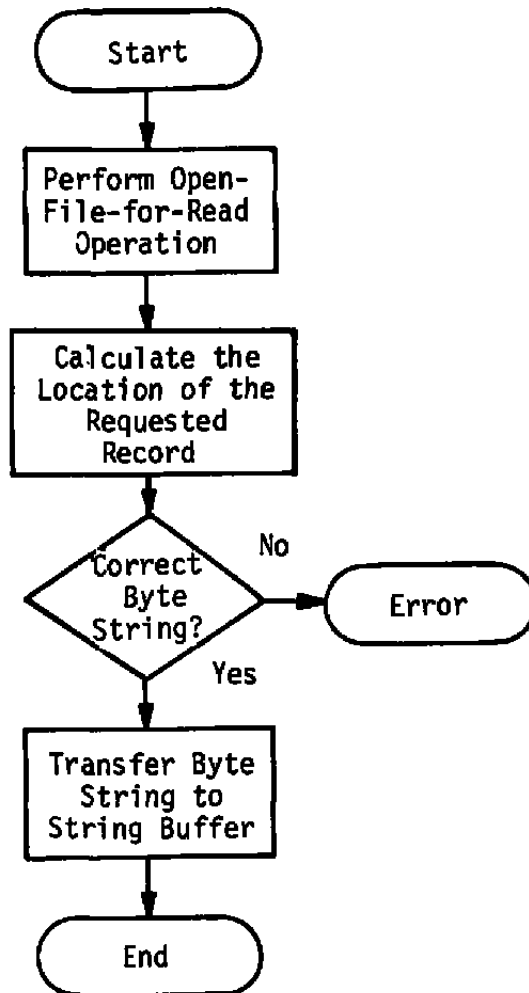 Start
Perform Open-
File-for-Read
Operation
Calculate the
Location of the
Requested
Record
No
Correct
Byte
String?
Error
Yes
Transfer Byte
String to
String Buffer
End